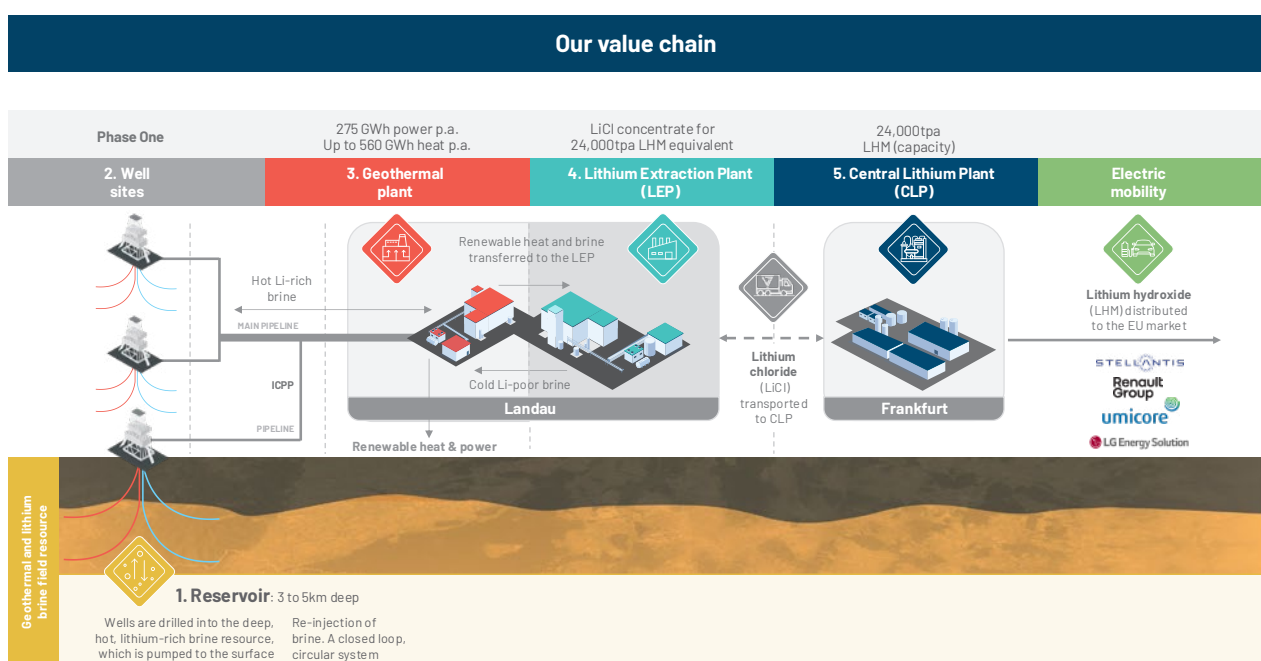 Our value chain
Phase One
275 GWh power p.a.
Up to 560 GWh heat p.a.
LiCl concentrate for
24,000tpa LHM equivalent
24,000tpa
LHM (capacity)
2. Well
sites
3. Geothermal
plant
4. Lithium Extraction Plant
(LEP)
5. Central Lithium Plant
(CLP)
Electric
mobility
Renewable heat and brine
transferred to the LEP
Hot Li-rich
brine
MAIN PIPELINE
ICPP
PIPELINE
Cold Li-poor brine
Landau
Renewable heat & power
Lithium
chloride
(LiCl)
transported
to CLP
Frankfurt
Lithium hydroxide
(LHM) distributed
to the EU market
STELLANTIS
Renault
Group
umicore
LG Energy Solution
Geothermal and lithium
brine field resource
1. Reservoir: 3 to 5km deep
Wells are drilled into the deep,
hot, lithium-rich brine resource,
which is pumped to the surface
Re-injection of
brine. A closed loop,
circular system